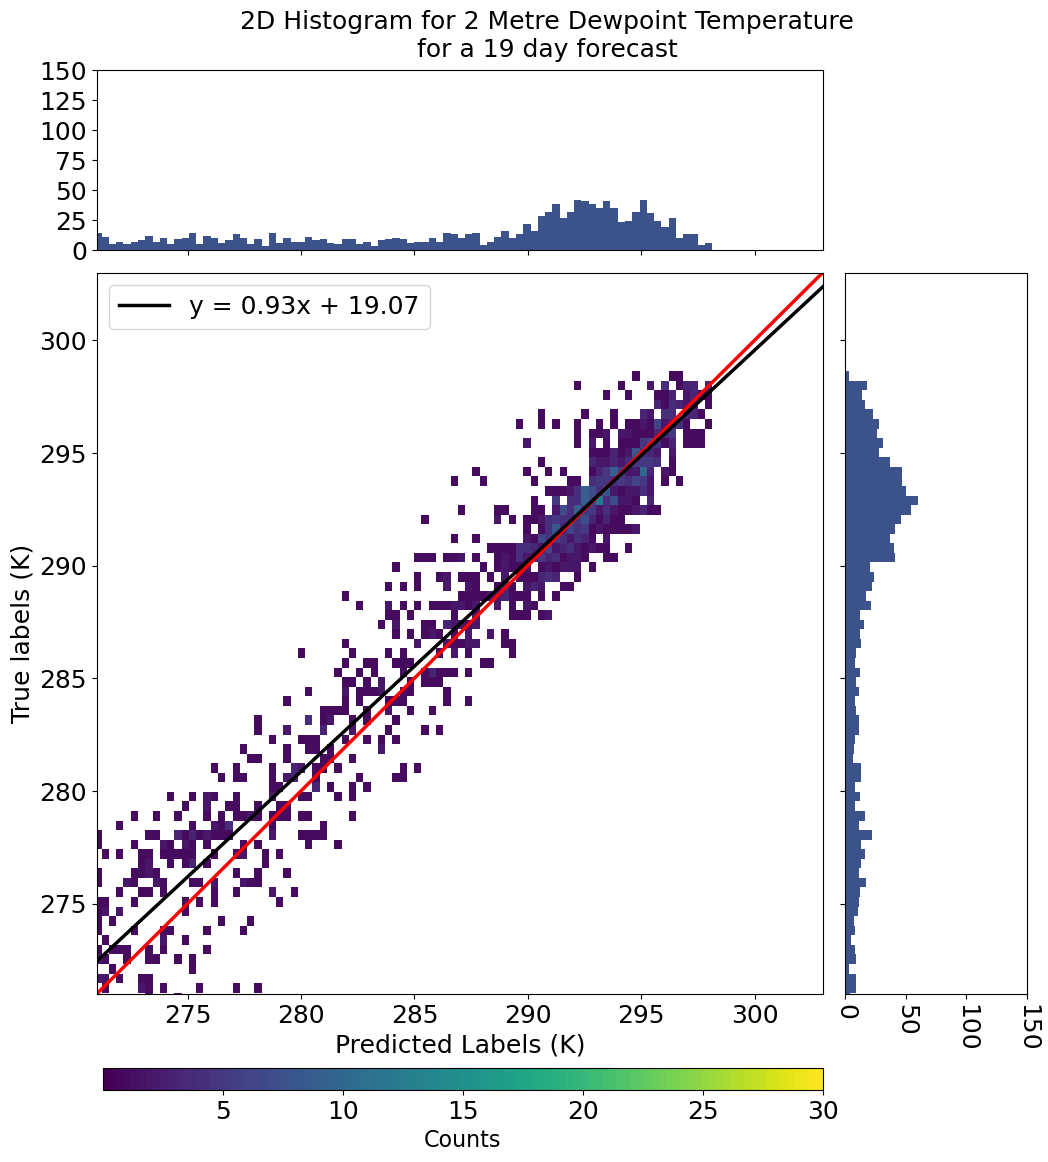 2D Histogram for 2 Metre Dewpoint Temperature
for a 19 day forecast
150
125
100
75
50
25
0
y = 0.93x + 19.07
300
295
290
285
280
275
True labels (K)
275 280 285 290 295 300
Predicted Labels (K)
0 50 100 150
5 10 15 20 25 30
Counts